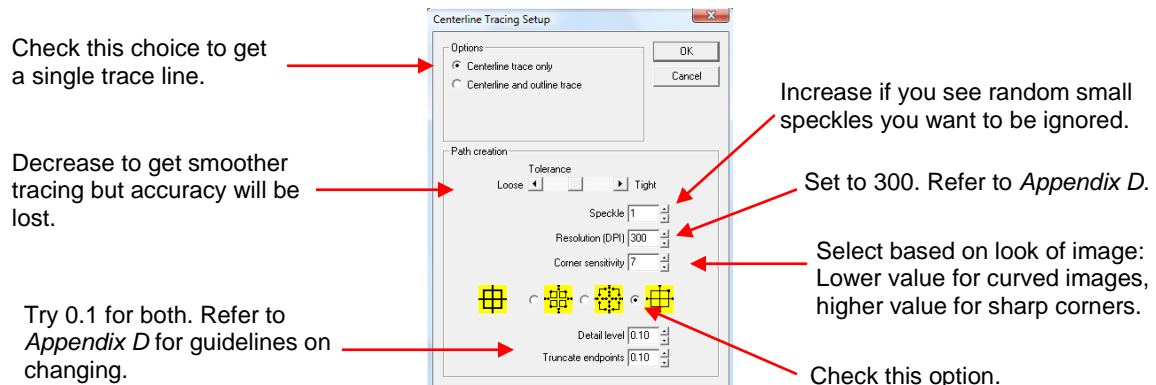 Centerline Tracing Setup
Check this choice to get
a single trace line.
Options
Centerline trace only
Centerline and outline trace
OK
Cancel
Increase if you see random small
speckles you want to be ignored.
Decrease to get smoother
tracing but accuracy will be
lost.
Path creation
Tolerance
Loose
Tight
Speckle 1
Resolution (DPI) 300
Corner sensitivity 7
Set to 300. Refer to Appendix D.
Select based on look of image:
Lower value for curved images,
higher value for sharp corners.
Try 0.1 for both. Refer to
Appendix D for guidelines on
changing.
Detail level 0.10
Truncate endpoints 0.10
Check this option.